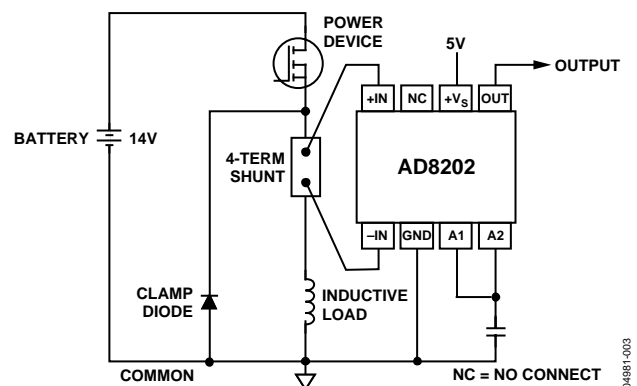 POWER
DEVICE
5V
OUTPUT
+IN NC +VS OUT
BATTERY 14V
4-TERM
SHUNT
AD8202
–IN GND A1 A2
CLAMP
DIODE
INDUCTIVE
LOAD
COMMON
NC = NO CONNECT
04981-003